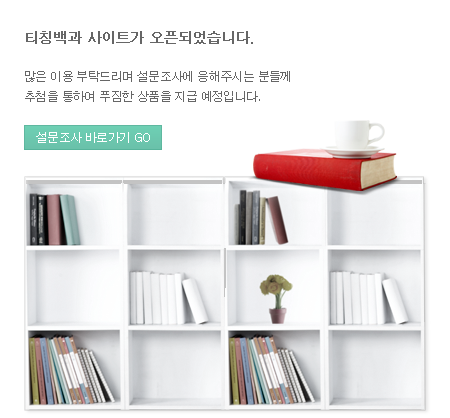 티칭백과 사이트가 오픈되었습니다.
많은 이용 부탁드리며 설문조사에 응해주시는 분들께
추첨을 통하여 푸짐한 상품을 지급 예정입니다.
설문조사 바로가기 GO